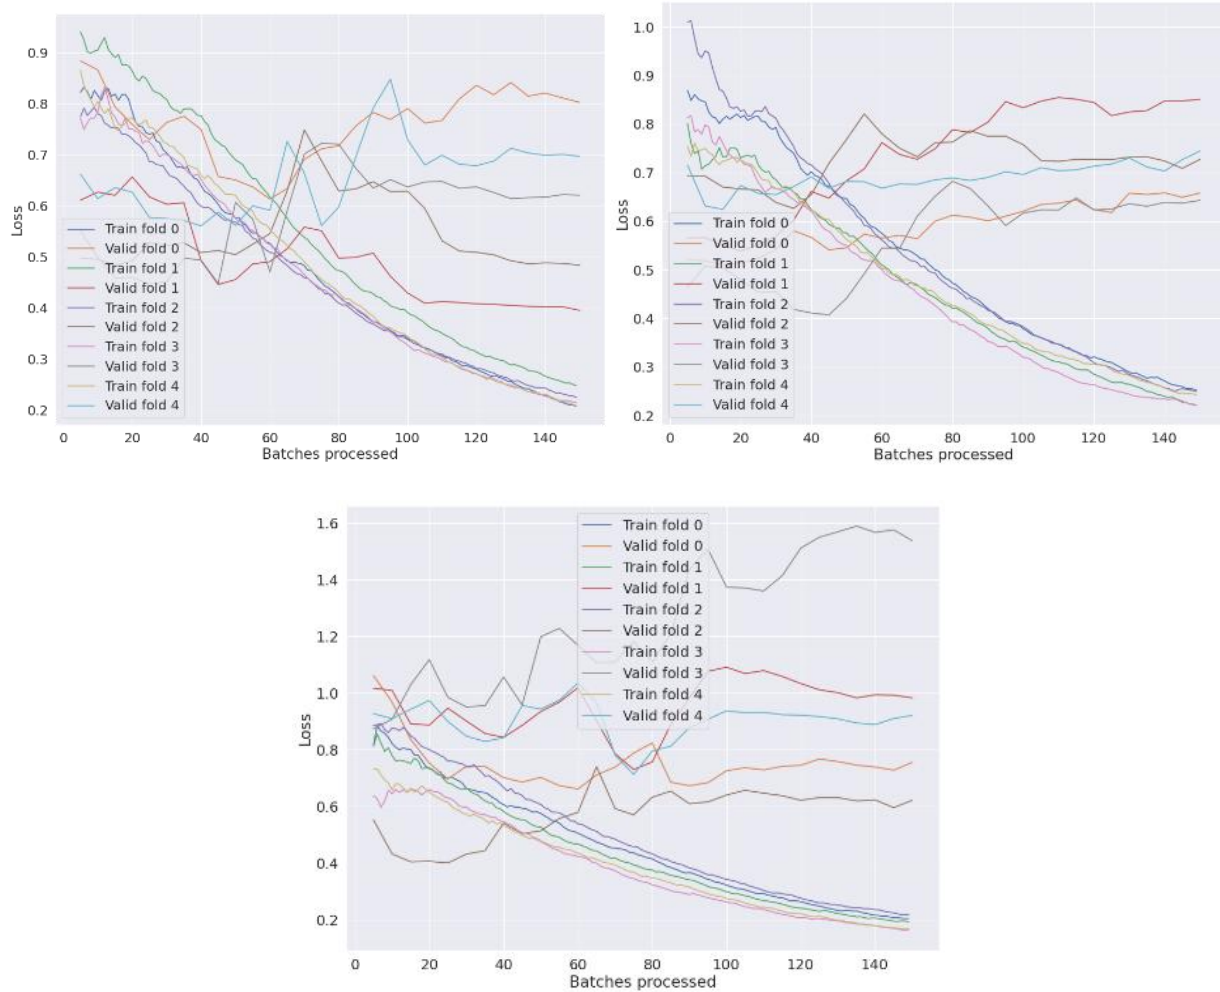 0.9
0.8
0.7
0.6
0.5
0.4
0.3
0.2
Loss
Train fold 0
Valid fold 0
Train fold 1
Valid fold 1
Train fold 2
Valid fold 2
Train fold 3
Valid fold 3
Train fold 4
Valid fold 4
0 20 40 60 80 100 120 140
Batches processed
1.0
0.9
0.8
0.7
0.6
0.5
0.4
0.3
0.2
Loss
Train fold 0
Valid fold 0
Train fold 1
Valid fold 1
Train fold 2
Valid fold 2
Train fold 3
Valid fold 3
Train fold 4
Valid fold 4
0 20 40 60 80 100 120 140
Batches processed
1.6
1.4
1.2
1.0
0.8
0.6
0.4
0.2
Loss
Train fold 0
Valid fold 0
Train fold 1
Valid fold 1
Train fold 2
Valid fold 2
Train fold 3
Valid fold 3
Train fold 4
Valid fold 4
0 20 40 60 80 100 120 140
Batches processed